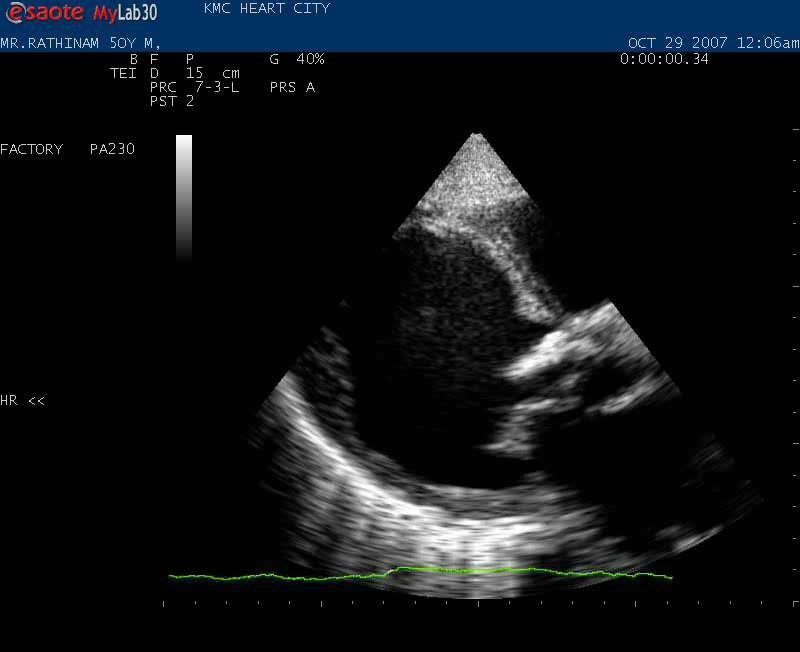 esaote MyLab30 KMC HEART CITY
MR.RATHINAM 50Y M, OCT 29 2007 12:06am
B F P G 40% 0:00:00.34
TEI D 15 cm
PRC 7-3-L PRS A
PST 2
FACTORY PA230
HR <<